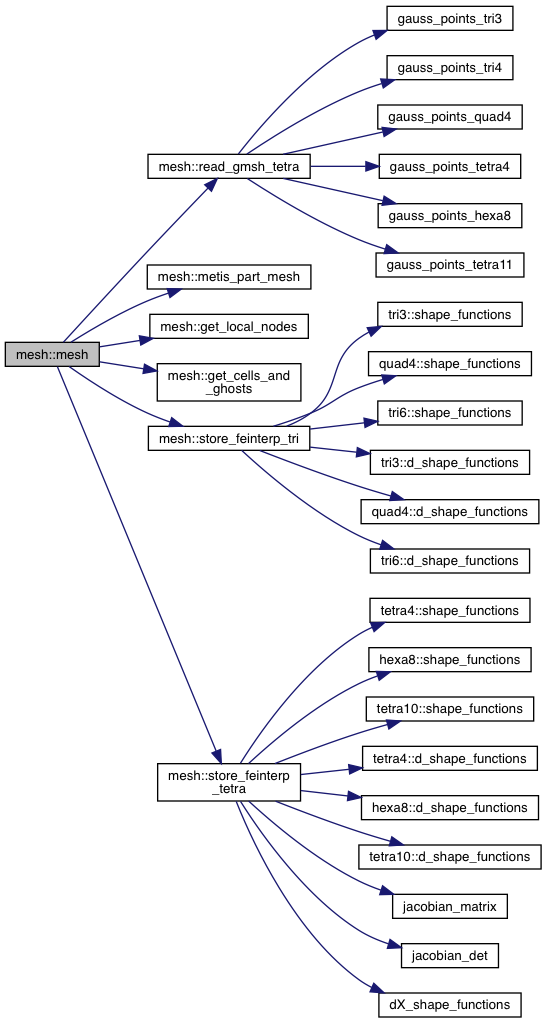 gauss_points_tri3
gauss_points_tri4
gauss_points_quad4
mesh::read_gmsh_tetra
gauss_points_tetra4
gauss_points_hexa8
gauss_points_tetra11
mesh::metis_part_mesh
tri3::shape_functions
mesh::get_local_nodes
mesh::mesh
quad4::shape_functions
mesh::get_cells_and
_ghosts
tri6::shape_functions
mesh::store_feinterp_tri
tri3::d_shape_functions
quad4::d_shape_functions
tri6::d_shape_functions
tetra4::shape_functions
hexa8::shape_functions
tetra10::shape_functions
tetra4::d_shape_functions
mesh::store_feinterp
_tetra
hexa8::d_shape_functions
tetra10::d_shape_functions
jacobian_matrix
jacobian_det
dX_shape_functions